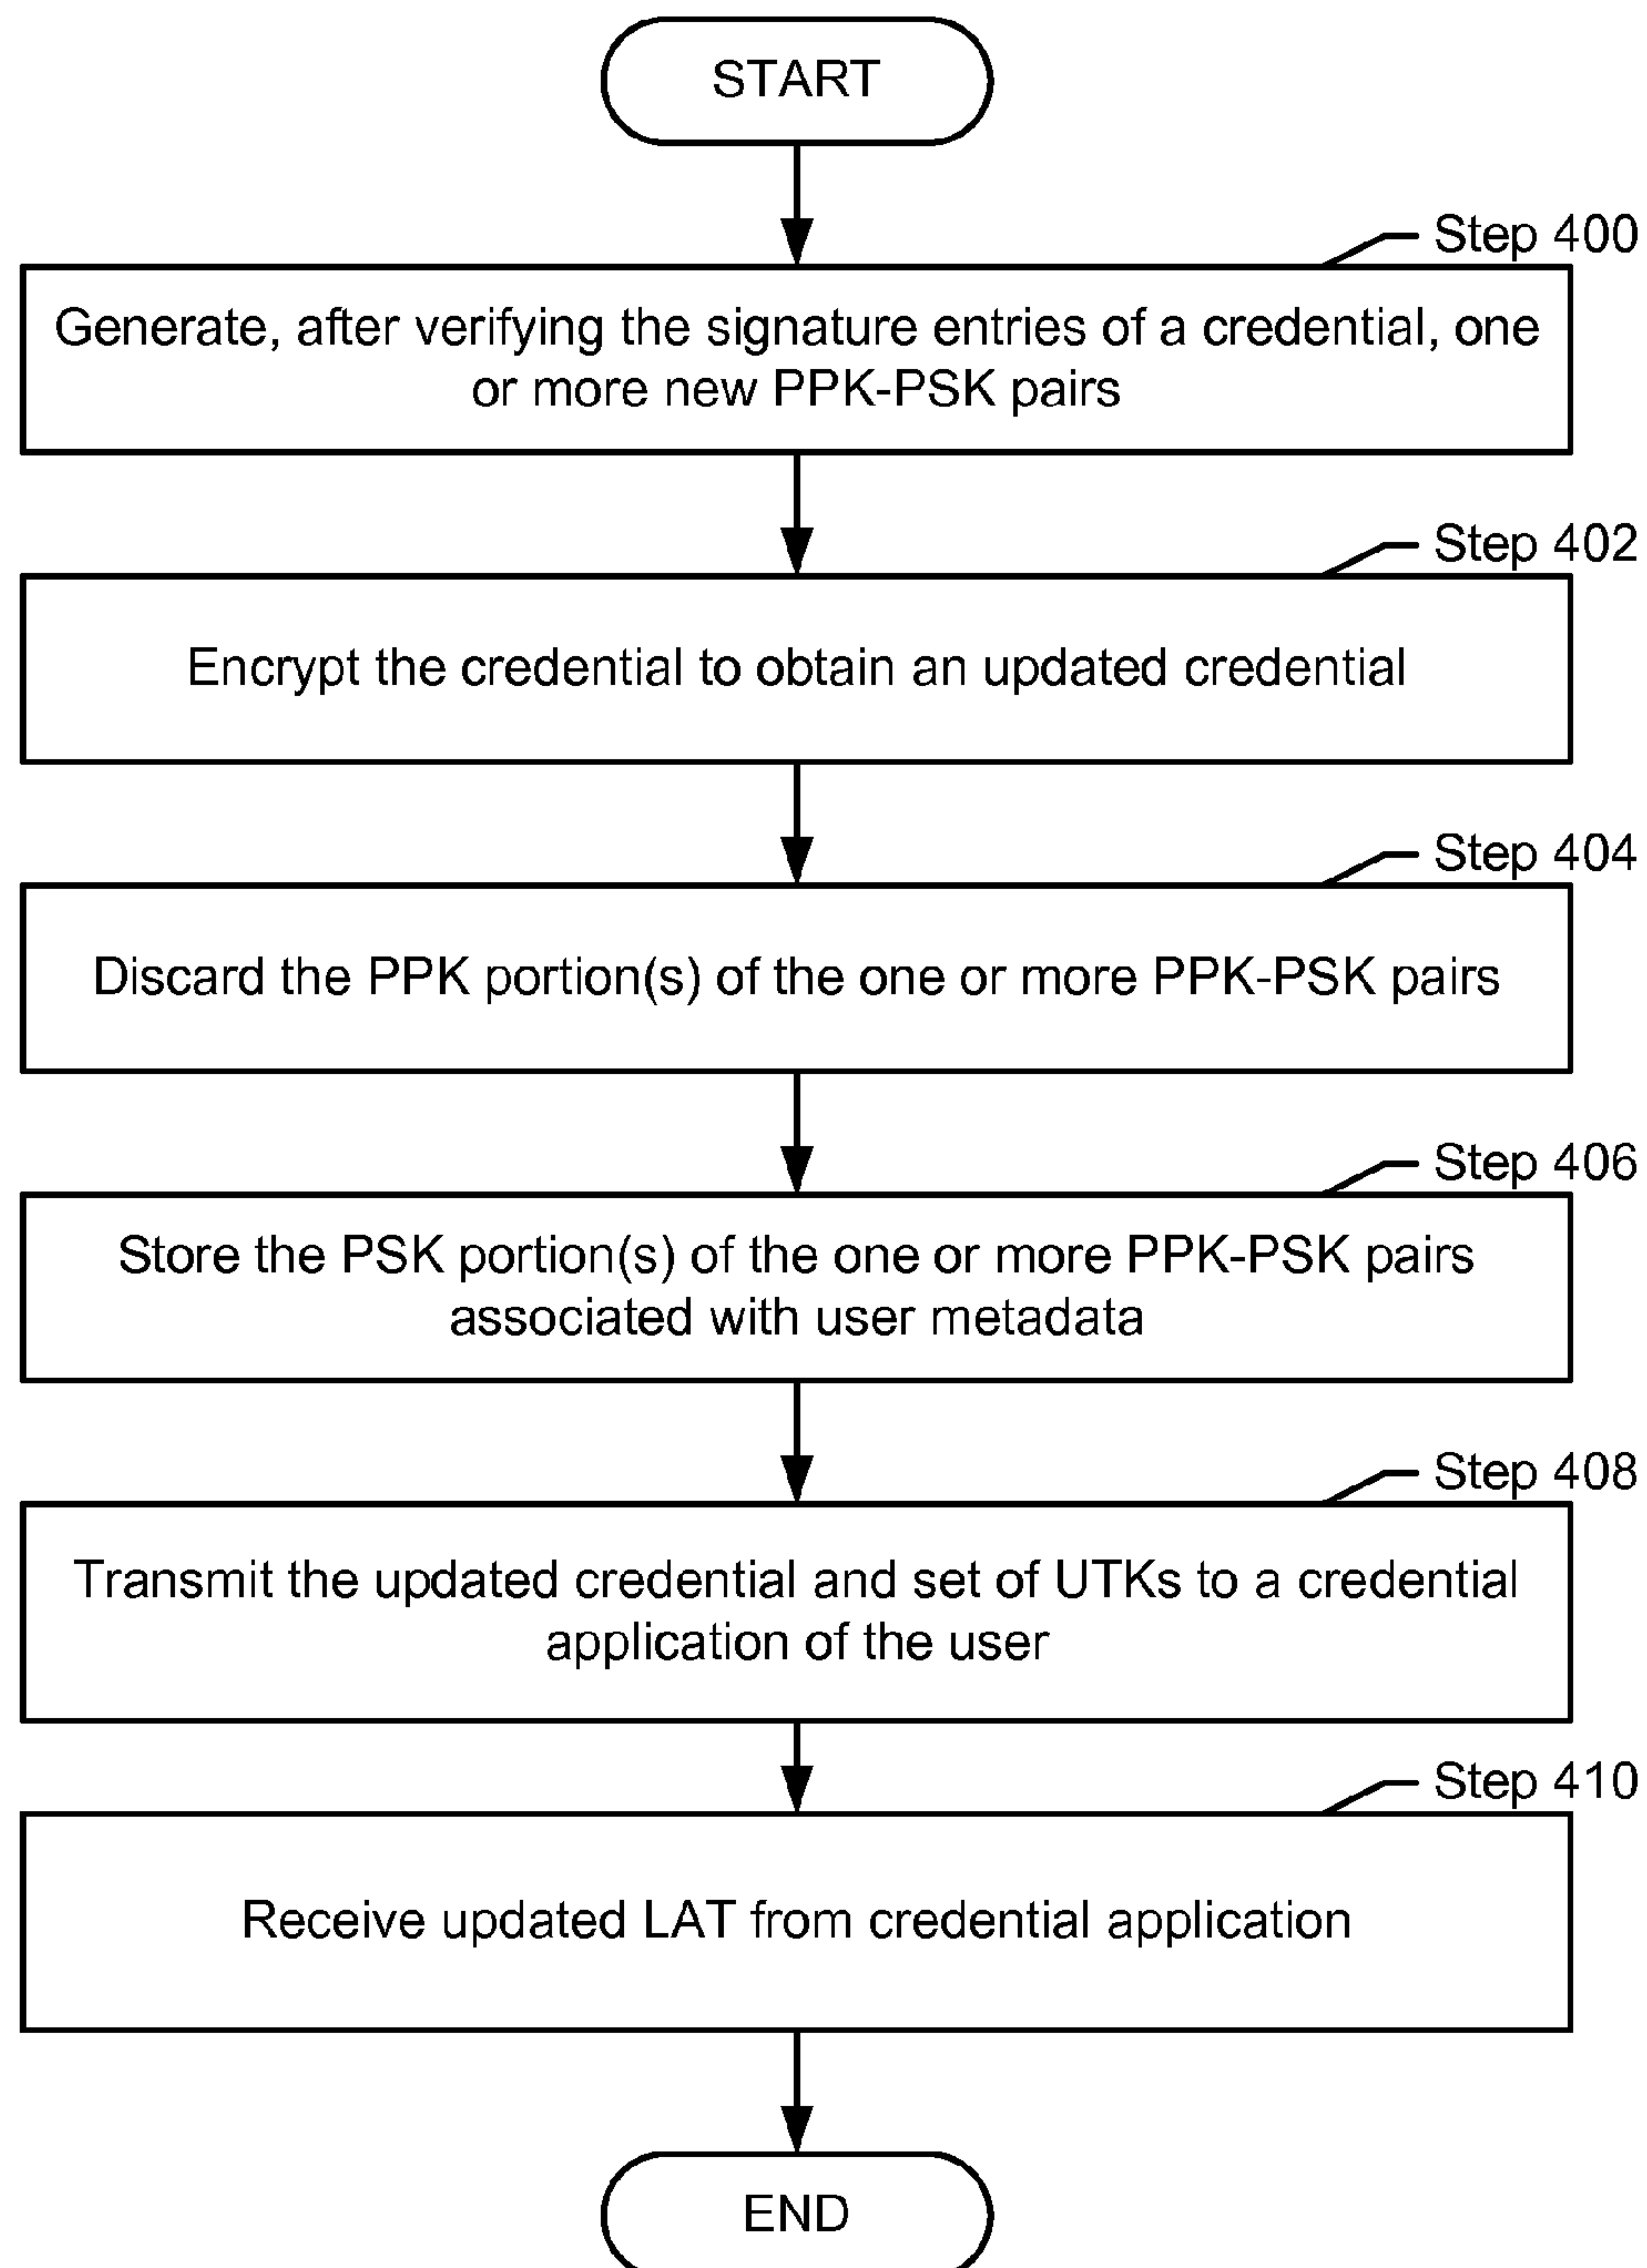 START
Step 400
Generate, after verifying the signature entries of a credential, one
or more new PPK-PSK pairs
Step 402
Encrypt the credential to obtain an updated credential
Step 404
Discard the PPK portion(s) of the one or more PPK-PSK pairs
Step 406
Store the PSK portion(s) of the one or more PPK-PSK pairs
associated with user metadata
Step 408
Transmit the updated credential and set of UTKs to a credential
application of the user
Step 410
Receive updated LAT from credential application
END